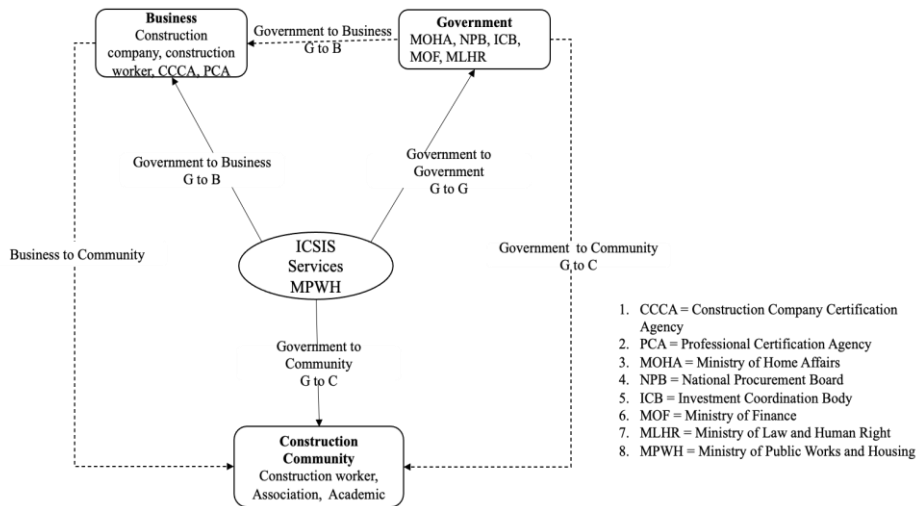 Business
Construction
company, construction
worker, CCCA, PCA
Government to Business
G to B
Government
MOHA, NPB, ICB,
MOF, MLHR
Government to Business
G to B
Government to
Government
G to G
Business to Community
Government to Community
G to C
ICSIS
Services
MPWH
Government to
Community
G to C
Construction
Community
Construction worker,
Association, Academic
1. CCCA = Construction Company Certification
Agency
2. PCA = Professional Certification Agency
3. MOHA = Ministry of Home Affairs
4. NPB = National Procurement Board
5. ICB = Investment Coordination Body
6. MOF = Ministry of Finance
7. MLHR = Ministry of Law and Human Right
8. MPWH = Ministry of Public Works and Housing